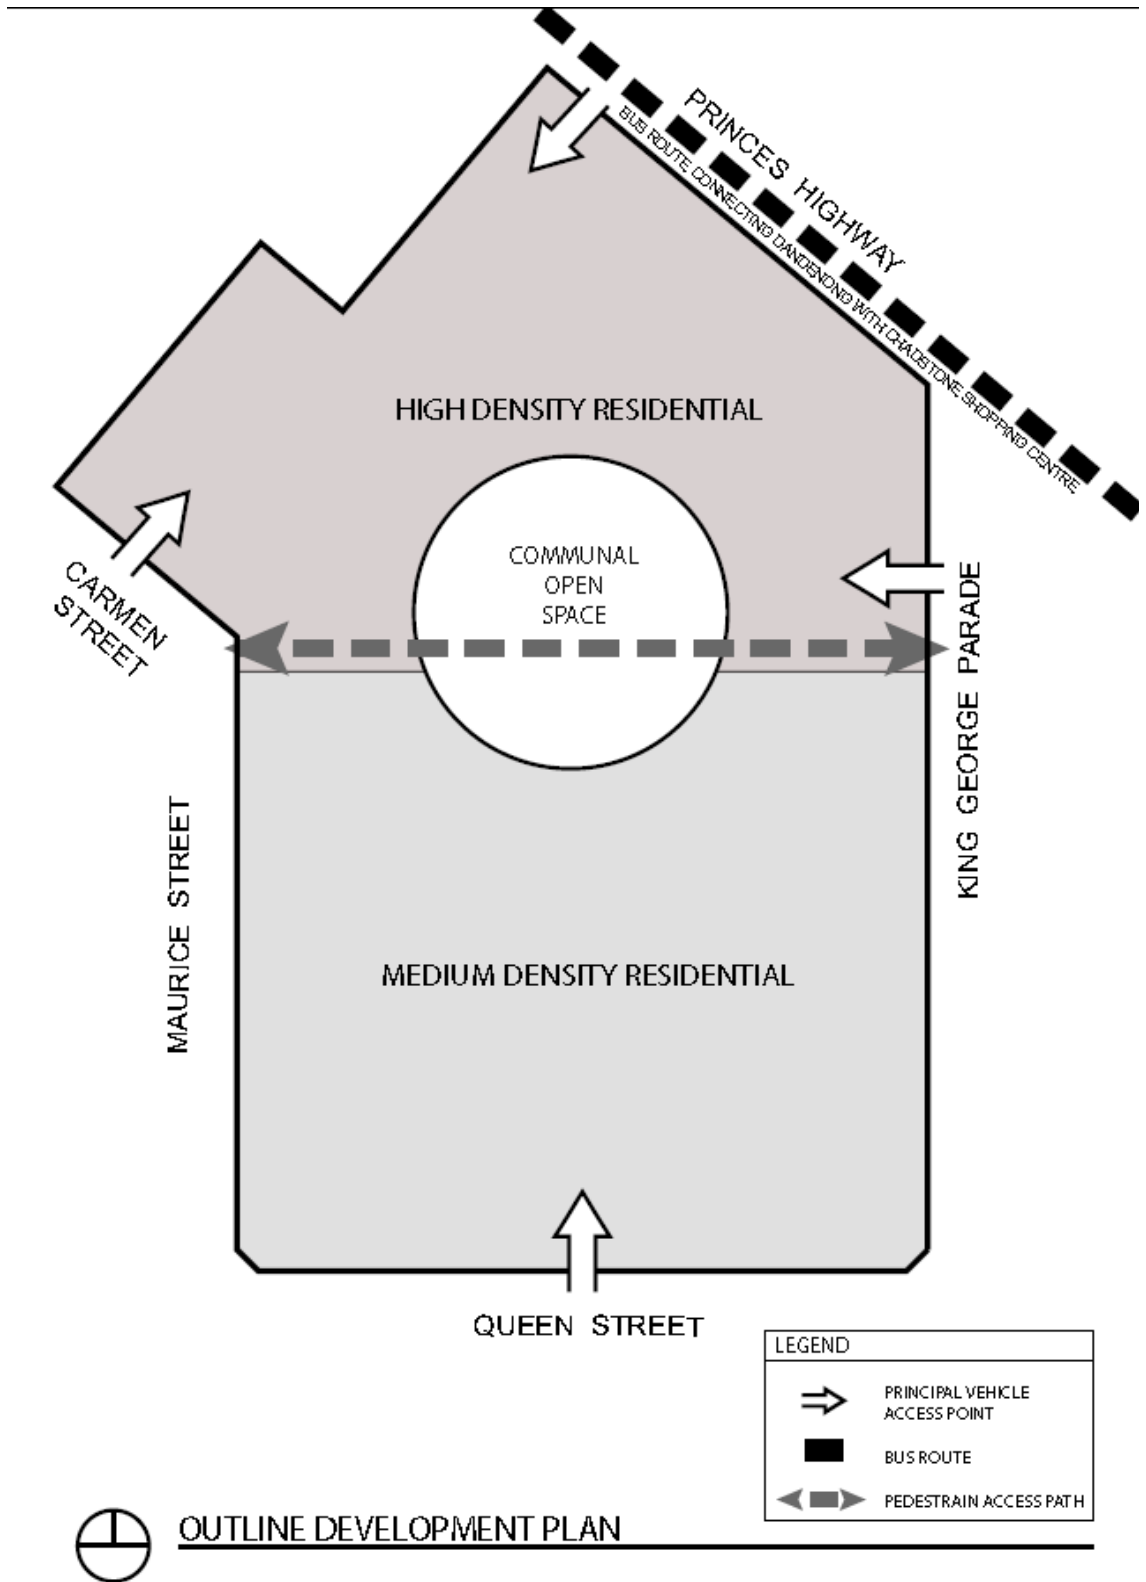 PRINCES HIGHWAY
BUS ROUTE CONNECTING DANDENONG WITH CHADSTONE SHOPPING CENTRE
HIGH DENSITY RESIDENTIAL
COMMUNAL
OPEN
SPACE
CARMEN
STREET
KING GEORGE PARADE
MAURICE STREET
MEDIUM DENSITY RESIDENTIAL
QUEEN STREET
LEGEND
PRINCIPAL VEHICLE
ACCESS POINT
BUS ROUTE
PEDESTRAIN ACCESS PATH
OUTLINE DEVELOPMENT PLAN